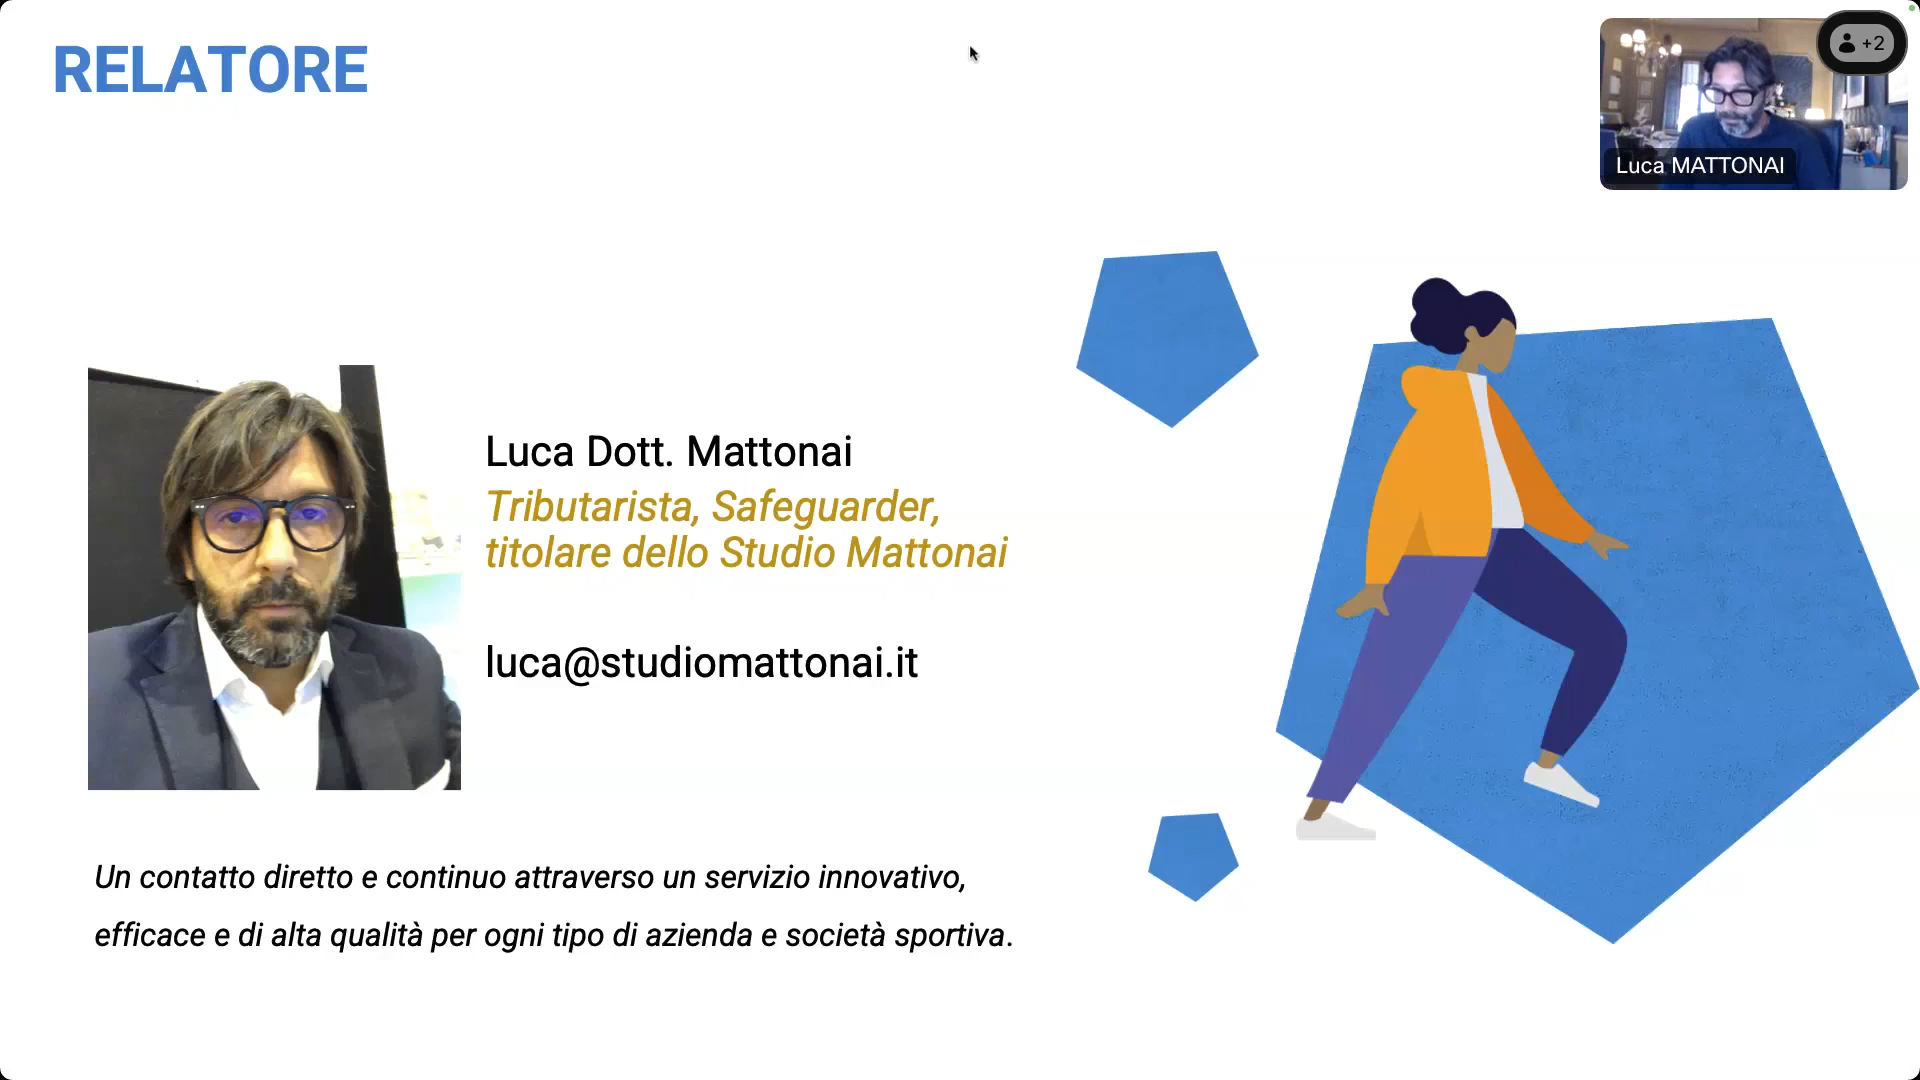 RELATORE
+2
Luca MATTONAI
Luca Dott. Mattonai
Tributarista, Safeguarder,
titolare dello Studio Mattonai
luca@studiomattonai.it
Un contatto diretto e continuo attraverso un servizio innovativo,
efficace e di alta qualità per ogni tipo di azienda e società sportiva.